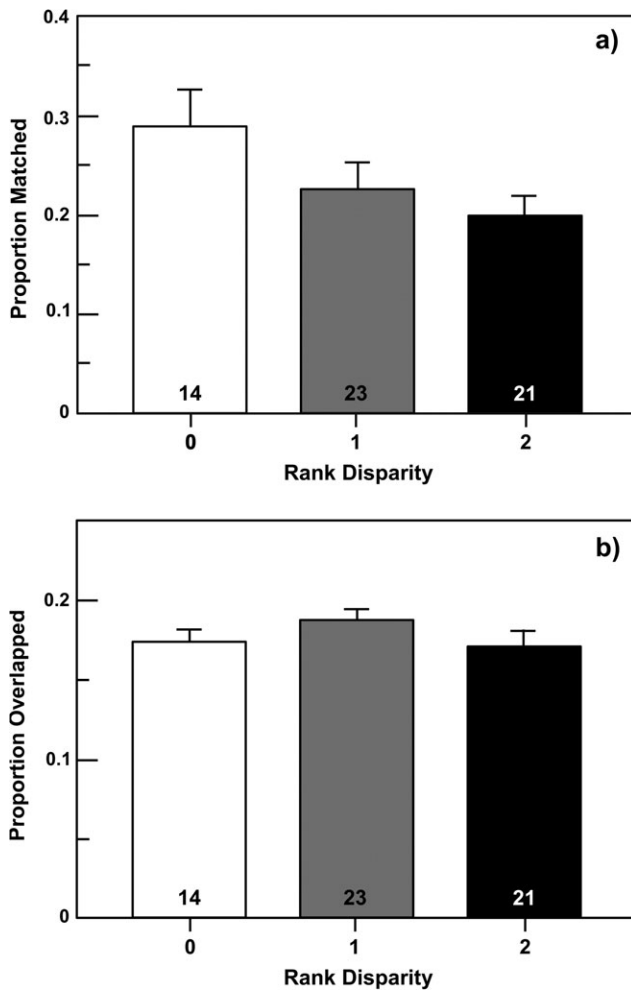 a)
Proportion Matched
0.4
0.3
0.2
0.1
0
14 23 21
0 1 2
Rank Disparity
b)
Proportion Overlapped
0.2
0.1
0
14 23 21
0 1 2
Rank Disparity